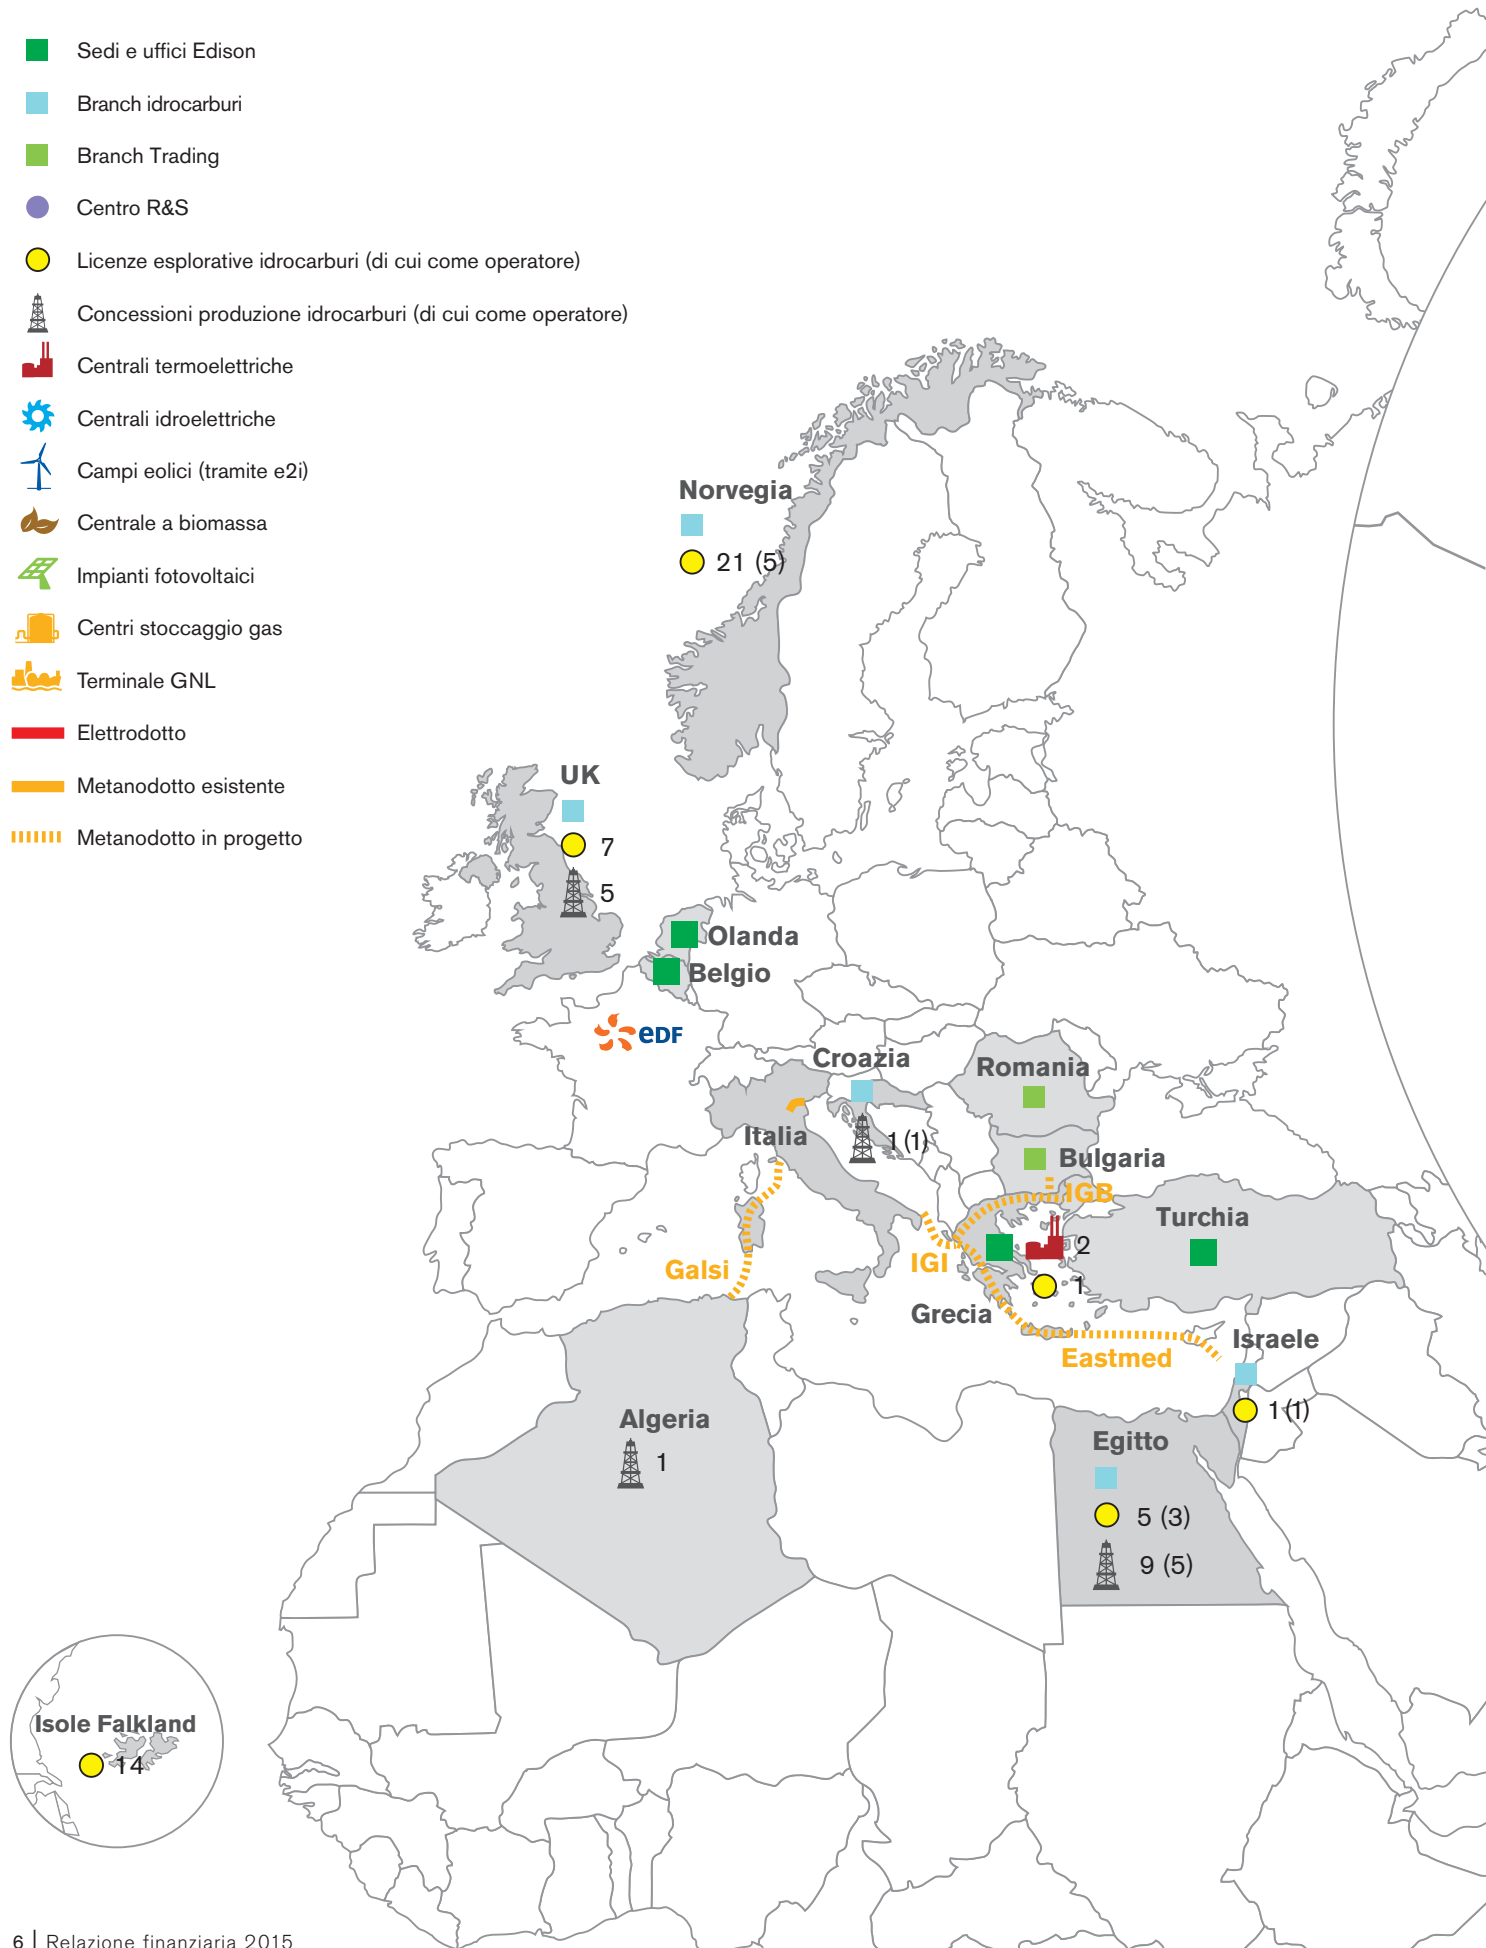 Sedi e uffici Edison
Branch idrocarburi
Branch Trading
Centro R&S
Licenze esplorative idrocarburi (di cui come operatore)
Concessioni produzione idrocarburi (di cui come operatore)
Centrali termoelettriche
Centrali idroelettriche
Campi eolici (tramite e2i)
Centrale a biomassa
Impianti fotovoltaici
Centri stoccaggio gas
Terminale GNL
Elettrodotto
Metanodotto esistente
Metanodotto in progetto
Norvegia
21 (5)
UK
7
5
Olanda
Belgio
eDF
Croazia
1 (1)
Romania
Italia
Bulgaria
IGB
Turchia
2
Galsi
IGI
1
Grecia
Israele
Eastmed
1 (1)
Algeria
1
Egitto
5 (3)
9 (5)
Isole Falkland
14
6 | Relazione finanziaria 2015